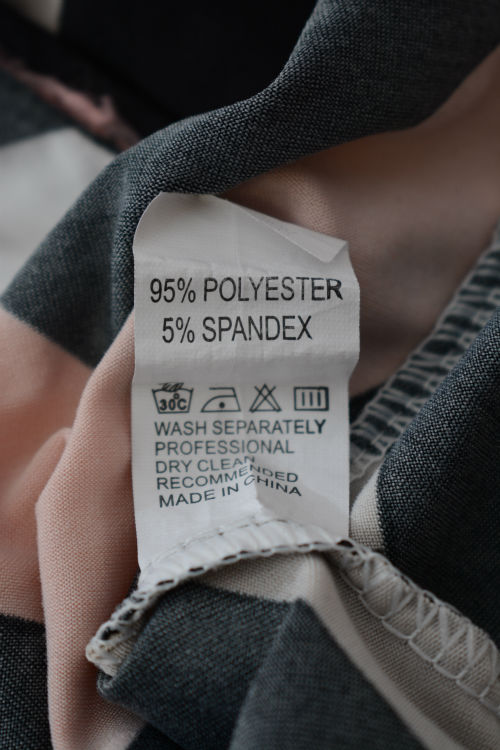 95% POLYESTER
5% SPANDEX
30C
WASH SEPARATELY
PROFESSIONAL
DRY CLEAN
RECOMMENDED
MADE IN CHINA